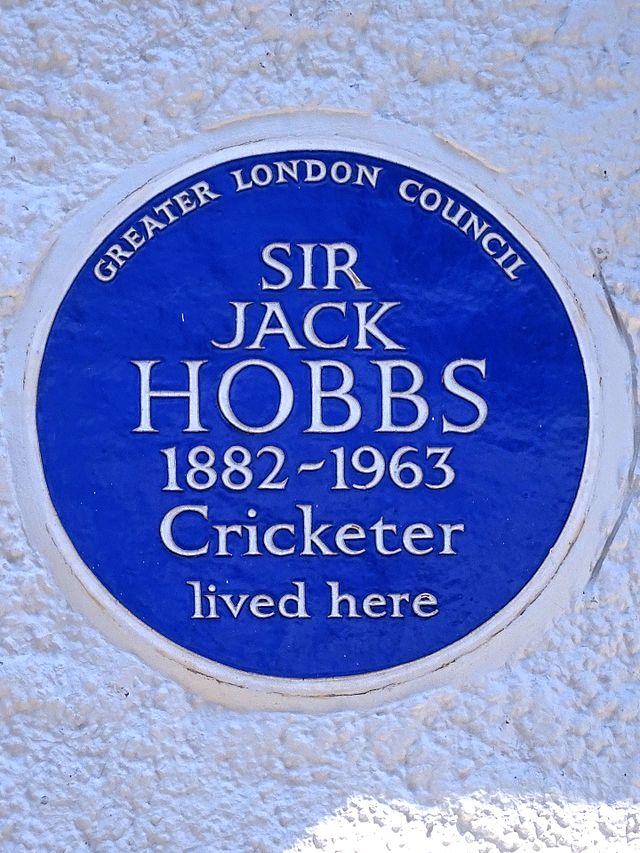 GREATER LONDON COUNCIL
SIR
JACK
HOBBS
1882~1963
Cricketer
lived here